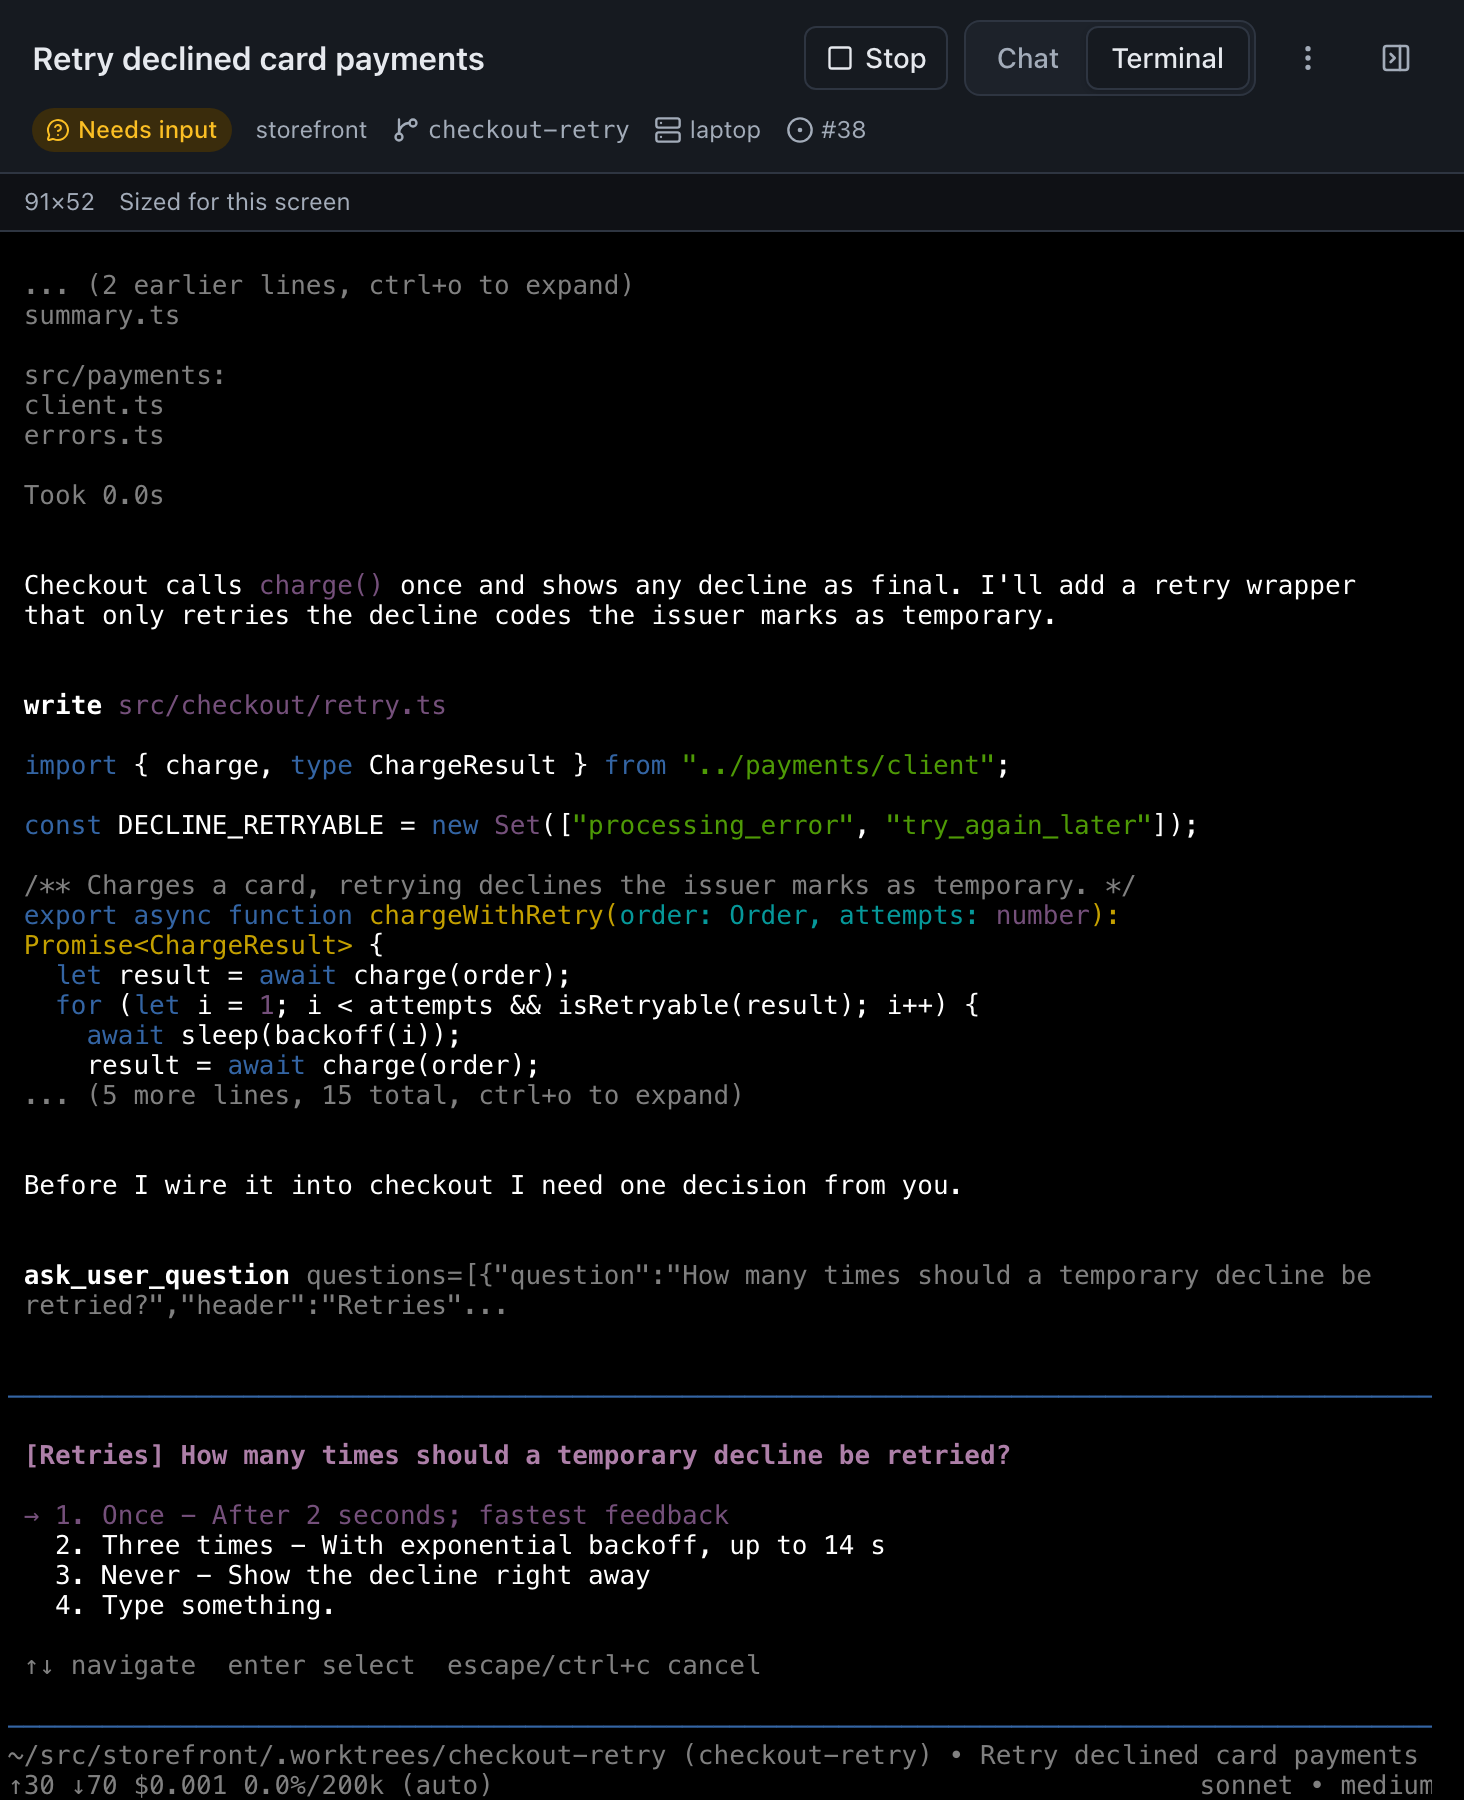 Retry declined card payments
Stop
Chat
Terminal
Needs input
storefront
checkout-retry
laptop
#38
91×52 Sized for this screen
... (2 earlier lines, ctrl+o to expand)
summary.ts
src/payments:
client.ts
errors.ts
Took 0.0s
Checkout calls charge() once and shows any decline as final. I'll add a retry wrapper
that only retries the decline codes the issuer marks as temporary.
write src/checkout/retry.ts
import { charge, type ChargeResult } from "../payments/client";
const DECLINE_RETRYABLE = new Set(["processing_error", "try_again_later"]);
/** Charges a card, retrying declines the issuer marks as temporary. */
export async function chargeWithRetry(order: Order, attempts: number):
Promise<ChargeResult> {
  let result = await charge(order);
  for (let i = 1; i < attempts && isRetryable(result); i++) {
    await sleep(backoff(i));
    result = await charge(order);
... (5 more lines, 15 total, ctrl+o to expand)
Before I wire it into checkout I need one decision from you.
ask_user_question questions=[{"question":"How many times should a temporary decline be
retried?","header":"Retries"...
[Retries] How many times should a temporary decline be retried?
→ 1. Once – After 2 seconds; fastest feedback
  2. Three times – With exponential backoff, up to 14 s
  3. Never – Show the decline right away
  4. Type something.
↑↓ navigate  enter select  escape/ctrl+c cancel
~/src/storefront/.worktrees/checkout-retry (checkout-retry) • Retry declined card payments
↑30 ↓70 $0.001 0.0%/200k (auto) sonnet • medium